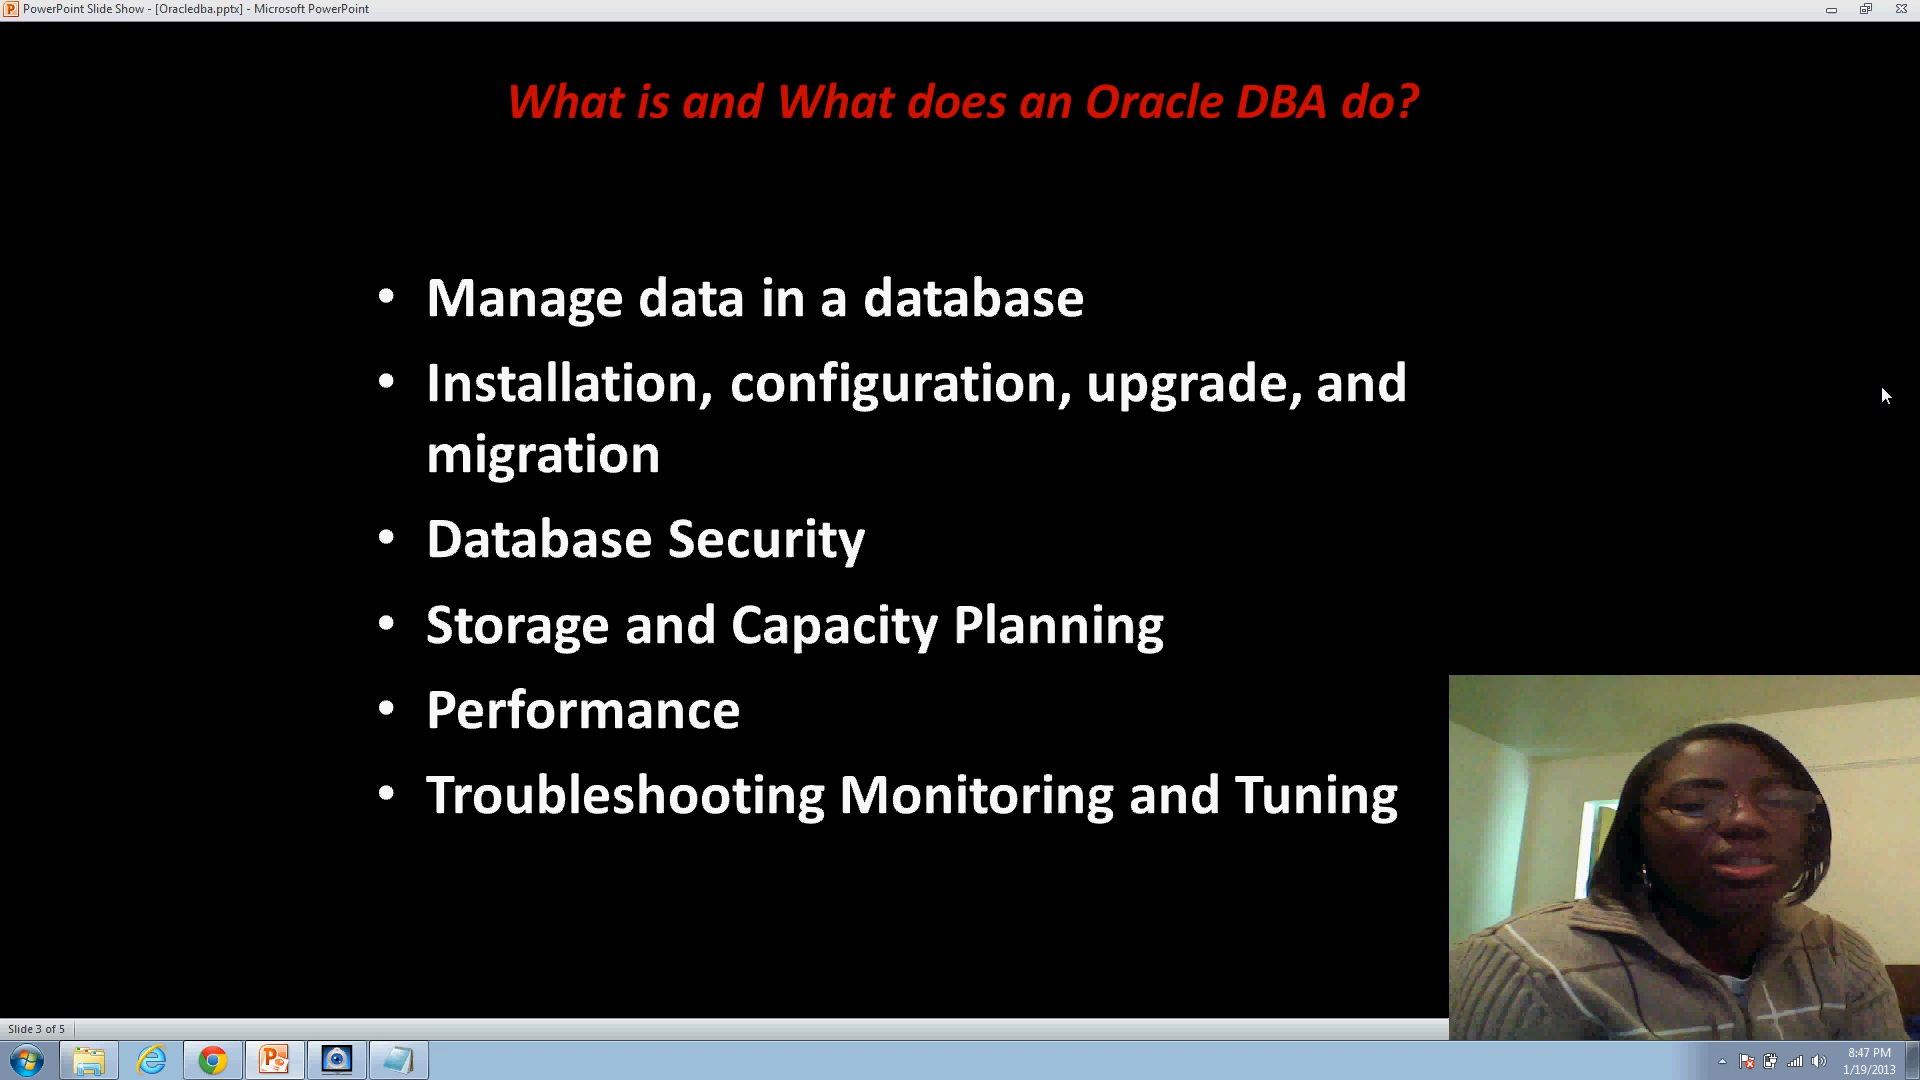 PowerPoint Slide Show - [Oracledba.pptx] - Microsoft PowerPoint
What is and What does an Oracle DBA do?
• Manage data in a database
• Installation, configuration, upgrade, and
migration
• Database Security
• Storage and Capacity Planning
• Performance
• Troubleshooting Monitoring and Tuning
Slide 3 of 5
8:47 PM
1/19/2013